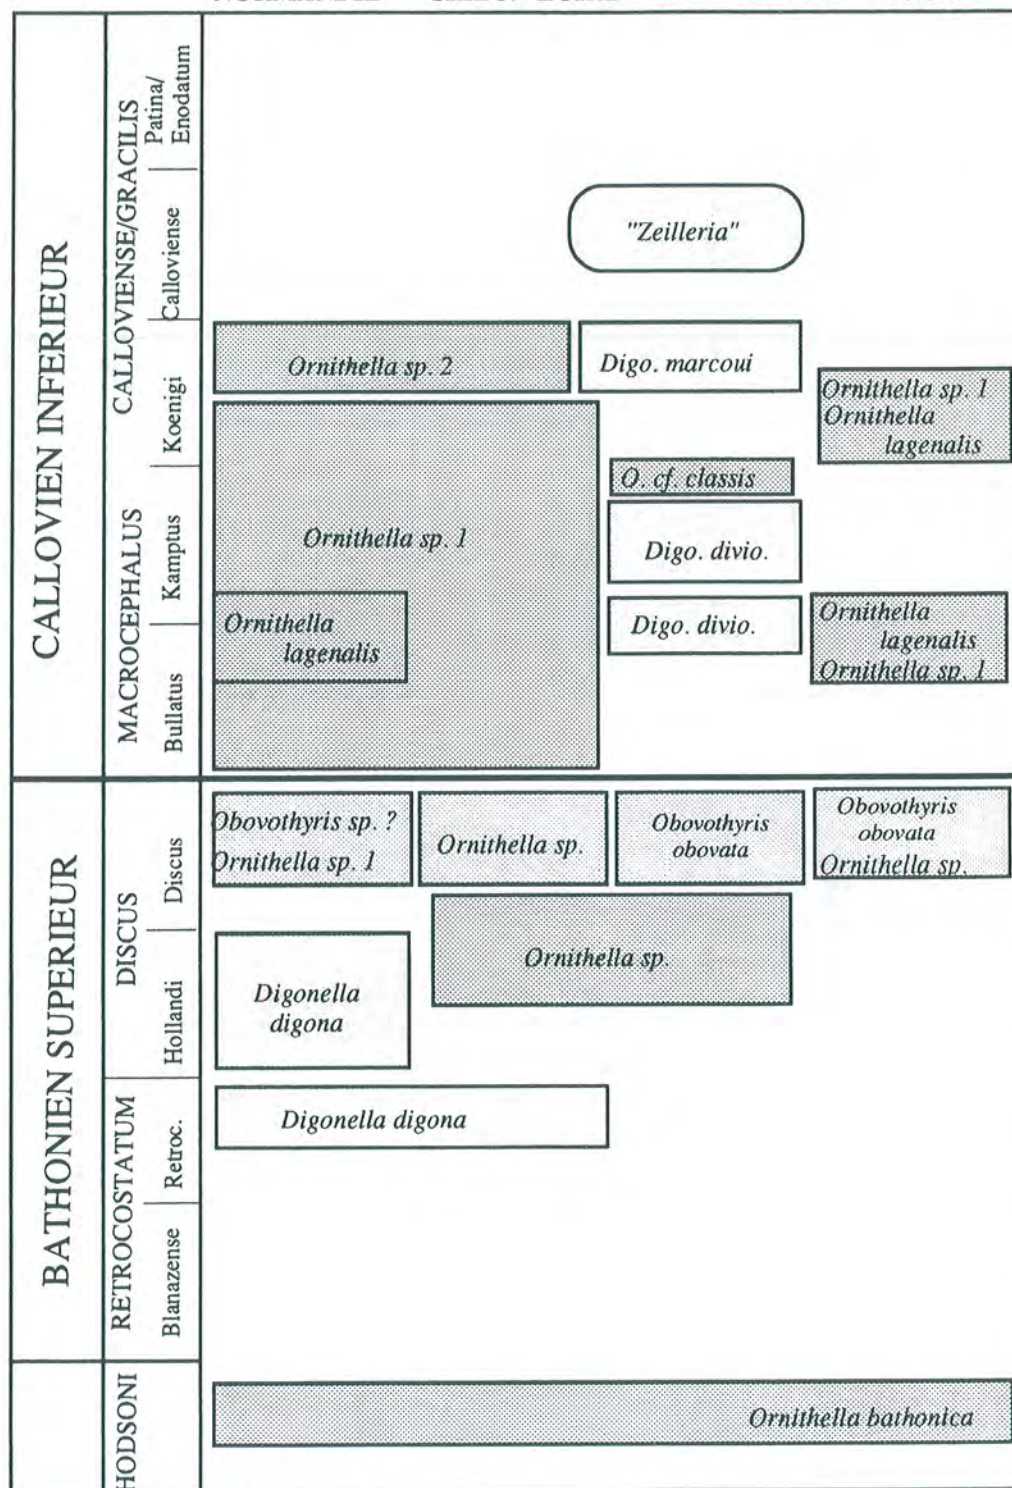 CALLOVIEN INFERIEUR
BATHONIEN SUPERIEUR
CALLOVIENSE/GRACILIS
MACROCEPHALUS
DISCUS
RETROCOSTATUM
HODSONI
Patina/
Enodatum
Calloviense
Koenigi
Kamptus
Bullatus
Discus
Hollandi
Retroc.
Blanazense
"Zeilleria"
Ornithella sp. 2
Digo. marcoui
Ornithella sp. 1
Ornithella
lagenalis
O. cf. classis
Ornithella sp. 1
Digo. divio.
Ornithella
lagenalis
Digo. divio.
Ornithella
lagenalis
Ornithella sp. 1
Obovothyris sp. ?
Ornithella sp. 1
Ornithella sp.
Obovothyris
obovata
Obovothyris
obovata
Ornithella sp.
Ornithella sp.
Digonella
digona
Digonella digona
Ornithella bathonica